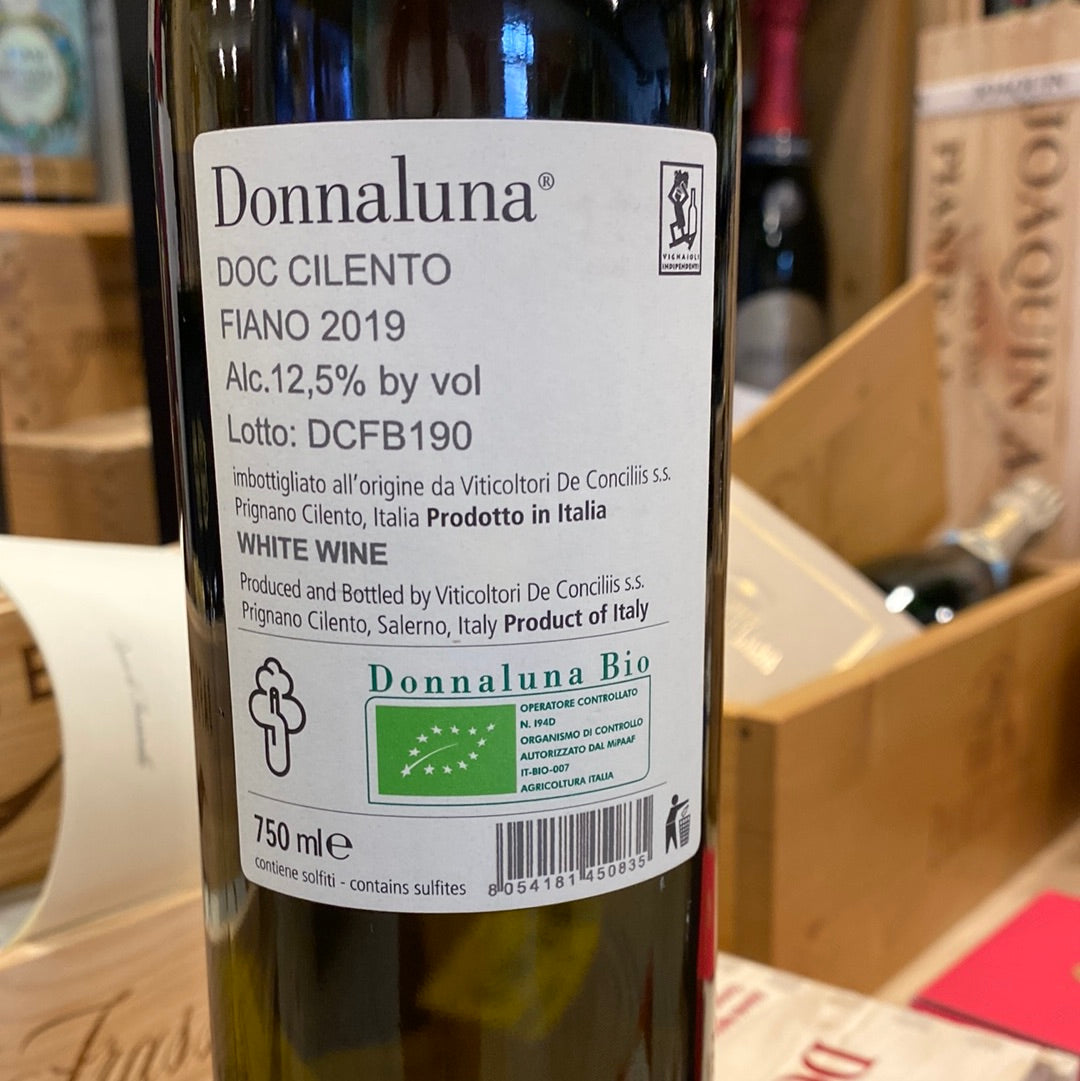 Donnaluna®
VIGNAIOLI
INDIPENDENTI
DOC CILENTO
FIANO 2019
Alc.12,5% by vol
Lotto: DCFB190
imbottigliato all'origine da Viticoltori De Conciliis s.s.
Prignano Cilento, Italia Prodotto in Italia
WHITE WINE
Produced and Bottled by Viticoltori De Conciliis s.s.
Prignano Cilento, Salerno, Italy Product of Italy
Donnaluna Bio
OPERATORE CONTROLLATO
N. I94D
ORGANISMO DI CONTROLLO
AUTORIZZATO DAL MiPAAF
IT-BIO-007
AGRICOLTURA ITALIA
750 ml e
contiene solfiti - contains sulfites
8 054181 450835
JOAQUIN